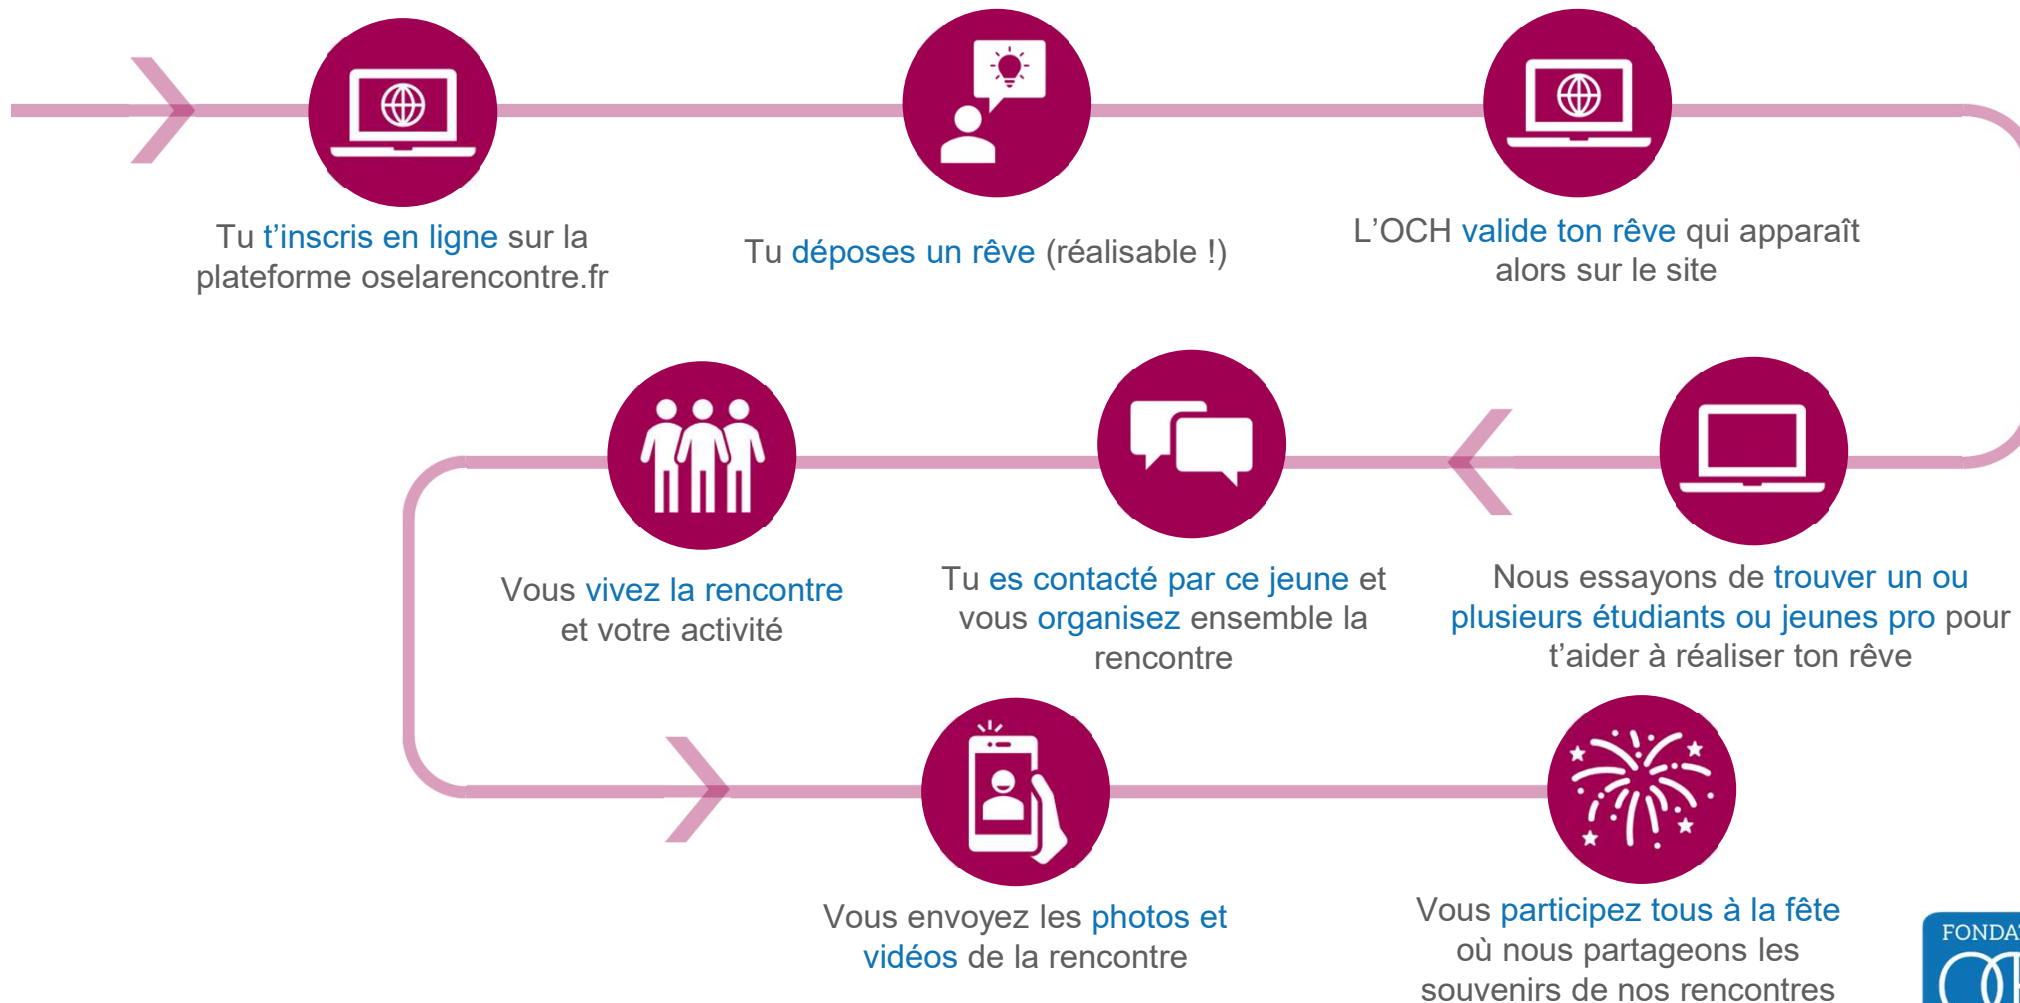 Tu t’inscris en ligne sur la
plateforme oselarencontre.fr
Tu déposes un rêve (réalisable !)
L’OCH valide ton rêve qui apparaît
alors sur le site
Nous essayons de trouver un ou
plusieurs étudiants ou jeunes pro pour
t’aider à réaliser ton rêve
Tu es contacté par ce jeune et
vous organisez ensemble la
rencontre
Vous vivez la rencontre
et votre activité
Vous envoyez les photos et
vidéos de la rencontre
Vous participez tous à la fête
où nous partageons les
souvenirs de nos rencontres